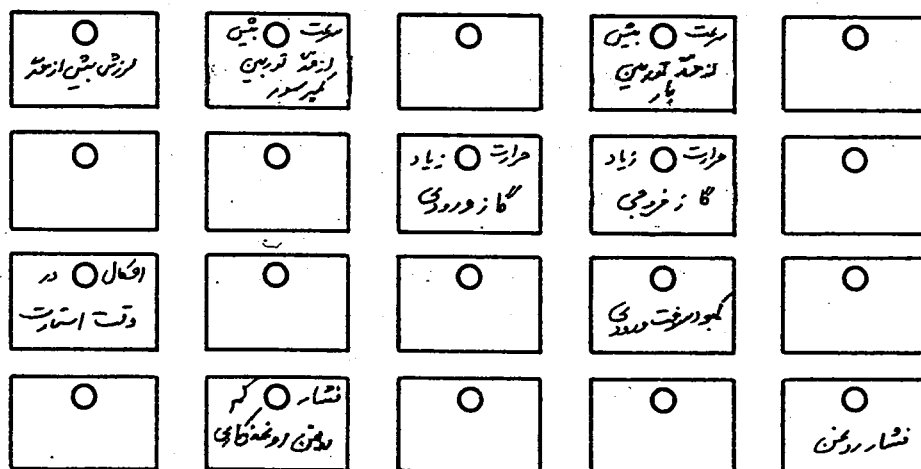 لرزش بیش از حد
سرعت بیش
از حد توربین
کمپرسور
سرعت بیش
از حد توربین
پار
حرارت زیاد
گاز ورودی
حرارت زیاد
گاز خروجی
اشکال در
وقت استارت
کمبود سوخت ورودی
فشار کم
روغن روغنکاری
فشار روغن